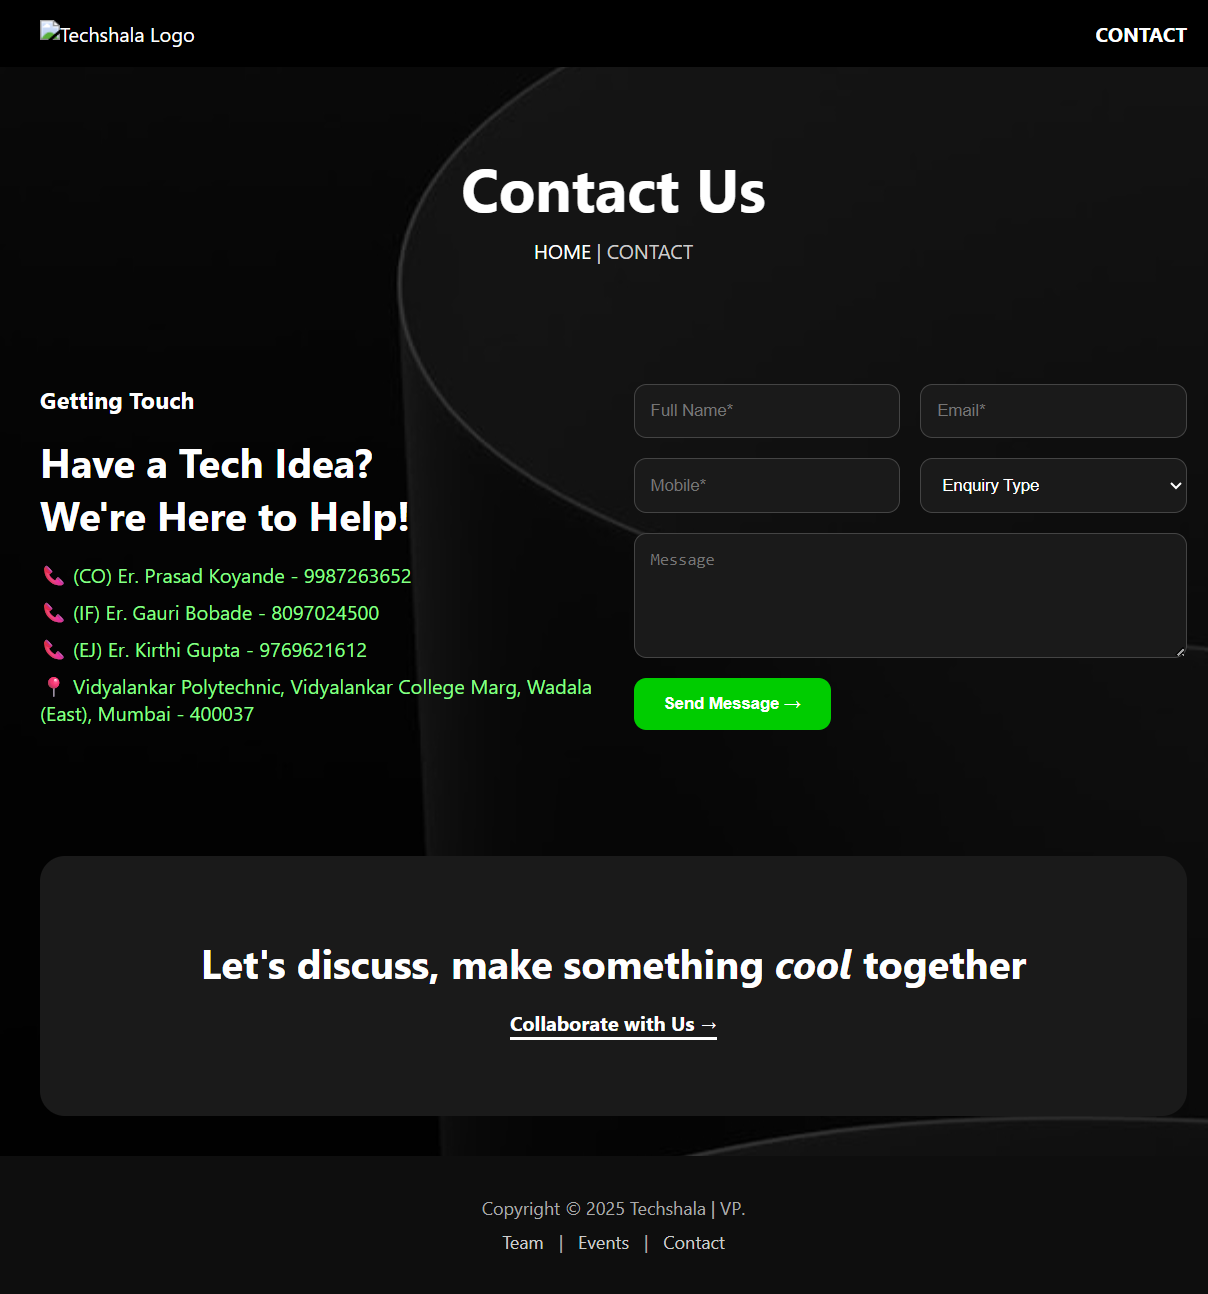 Techshala Logo
CONTACT
Contact Us
HOME | CONTACT
Getting Touch
Have a Tech Idea?
We're Here to Help!
(CO) Er. Prasad Koyande - 9987263652
(IF) Er. Gauri Bobade - 8097024500
(EJ) Er. Kirthi Gupta - 9769621612
Vidyalankar Polytechnic, Vidyalankar College Marg, Wadala
(East), Mumbai - 400037
Full Name*
Email*
Mobile*
Enquiry Type
Message
Send Message →
Let's discuss, make something cool together
Collaborate with Us →
Copyright © 2025 Techshala | VP.
Team | Events | Contact